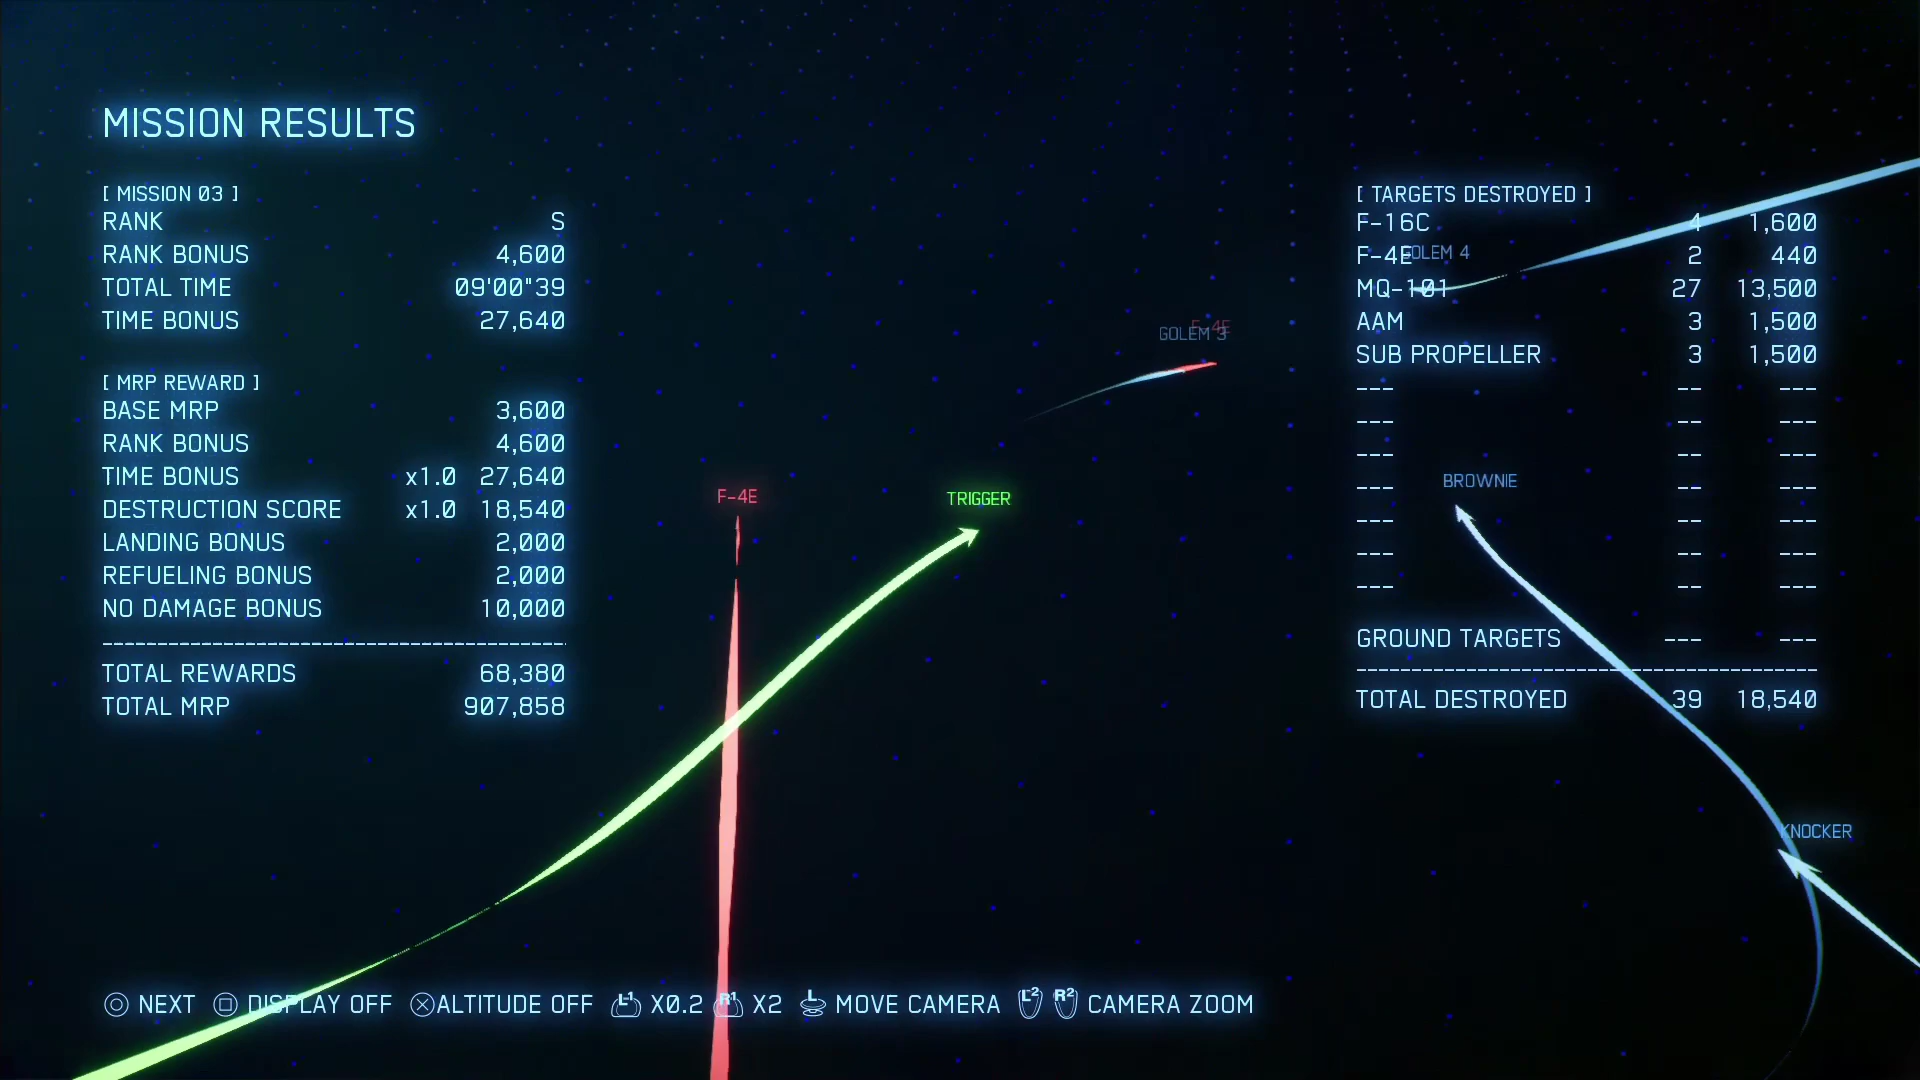 MISSION RESULTS
[ MISSION 03 ]
RANK S
RANK BONUS 4,600
TOTAL TIME 09'00"39
TIME BONUS 27,640
[ MRP REWARD ]
BASE MRP 3,600
RANK BONUS 4,600
TIME BONUS x1.0 27,640
DESTRUCTION SCORE x1.0 18,540
LANDING BONUS 2,000
REFUELING BONUS 2,000
NO DAMAGE BONUS 10,000
TOTAL REWARDS 68,380
TOTAL MRP 907,858
[ TARGETS DESTROYED ]
F-16C 4 1,600
F-4E 2 440
MQ-101 27 13,500
AAM 3 1,500
SUB PROPELLER 3 1,500
--- -- ---
--- -- ---
--- -- ---
--- -- ---
--- -- ---
--- -- ---
--- -- ---
GROUND TARGETS --- ---
TOTAL DESTROYED 39 18,540
GOLEM 4
F-4E
GOLEM 3
F-4E
TRIGGER
BROWNIE
KNOCKER
NEXT DISPLAY OFF ALTITUDE OFF L1 X0.2 R1 X2 L MOVE CAMERA L2 R2 CAMERA ZOOM